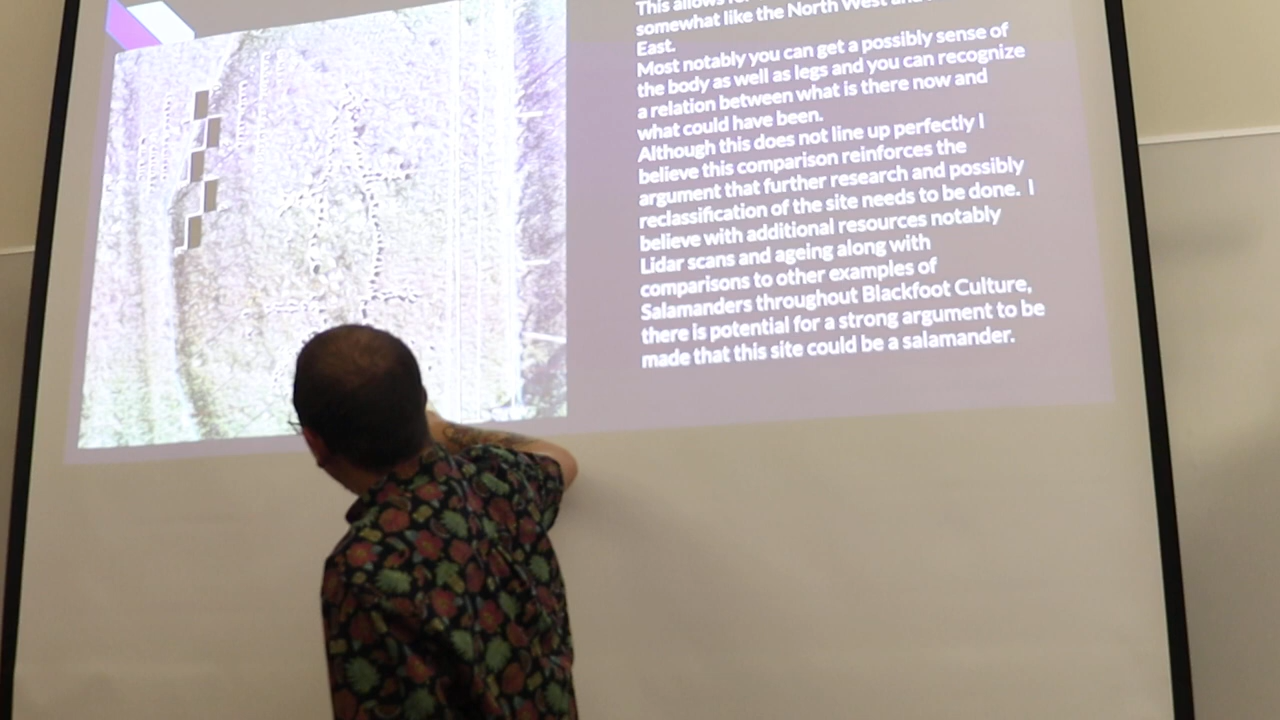 This allows
somewhat like the North West and
East.
Most notably you can get a possibly sense of
the body as well as legs and you can recognize
a relation between what is there now and
what could have been.
Although this does not line up perfectly I
believe this comparison reinforces the
argument that further research and possibly
reclassification of the site needs to be done. I
believe with additional resources notably
Lidar scans and ageing along with
comparisons to other examples of
Salamanders throughout Blackfoot Culture,
there is potential for a strong argument to be
made that this site could be a salamander.